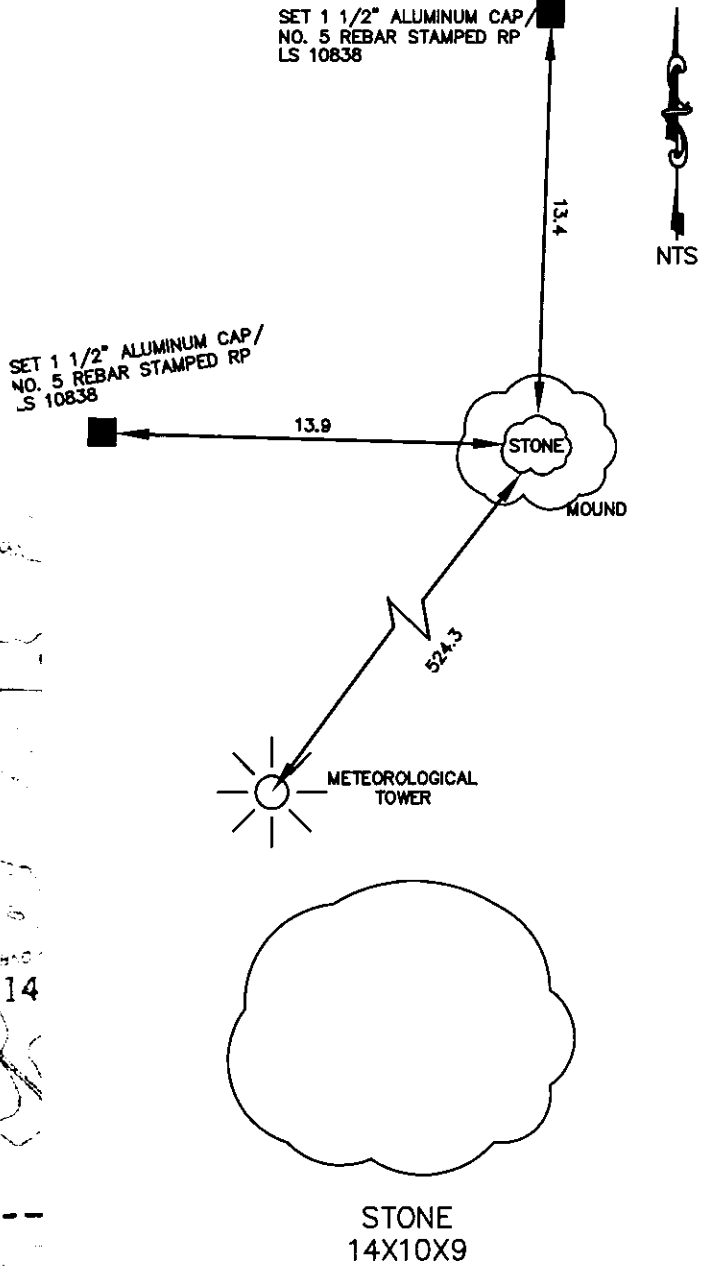 SET 1 1/2" ALUMINUM CAP/
NO. 5 REBAR STAMPED RP
LS 10838
NTS
13.4
SET 1 1/2" ALUMINUM CAP/
NO. 5 REBAR STAMPED RP
LS 10838
13.9
STONE
MOUND
524.3
METEOROLOGICAL
TOWER
14
STONE
14X10X9